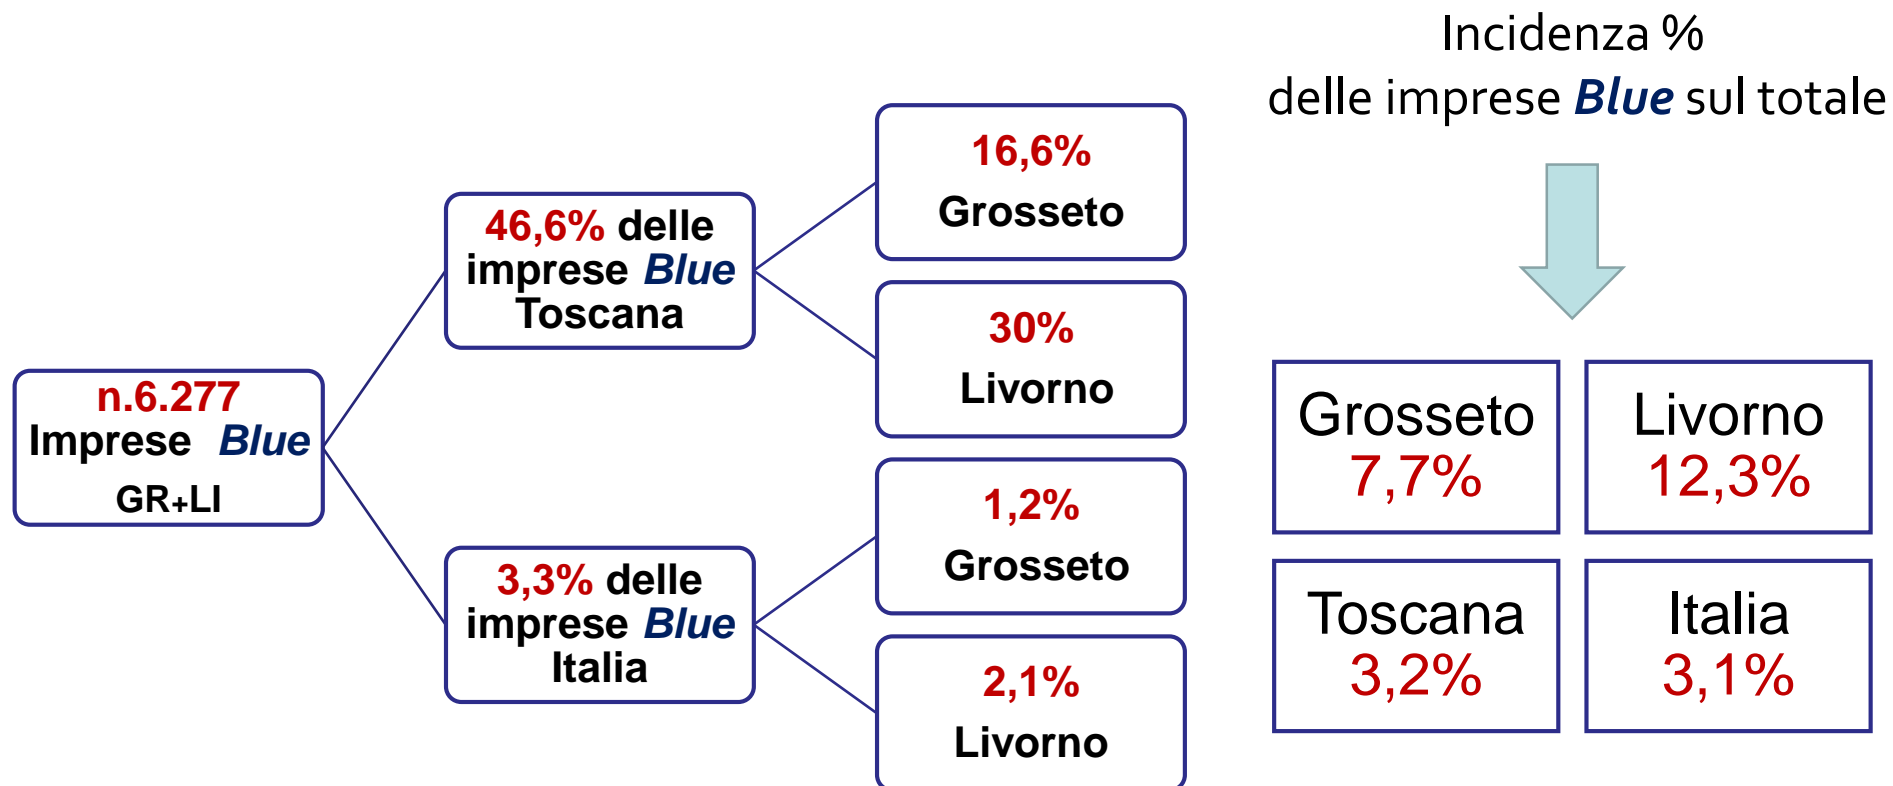 Incidenza %
delle imprese Blue sul totale
n.6.277
Imprese Blue
GR+LI
46,6% delle
imprese Blue
Toscana
16,6%
Grosseto
30%
Livorno
3,3% delle
imprese Blue
Italia
1,2%
Grosseto
2,1%
Livorno
Grosseto
7,7%
Livorno
12,3%
Toscana
3,2%
Italia
3,1%